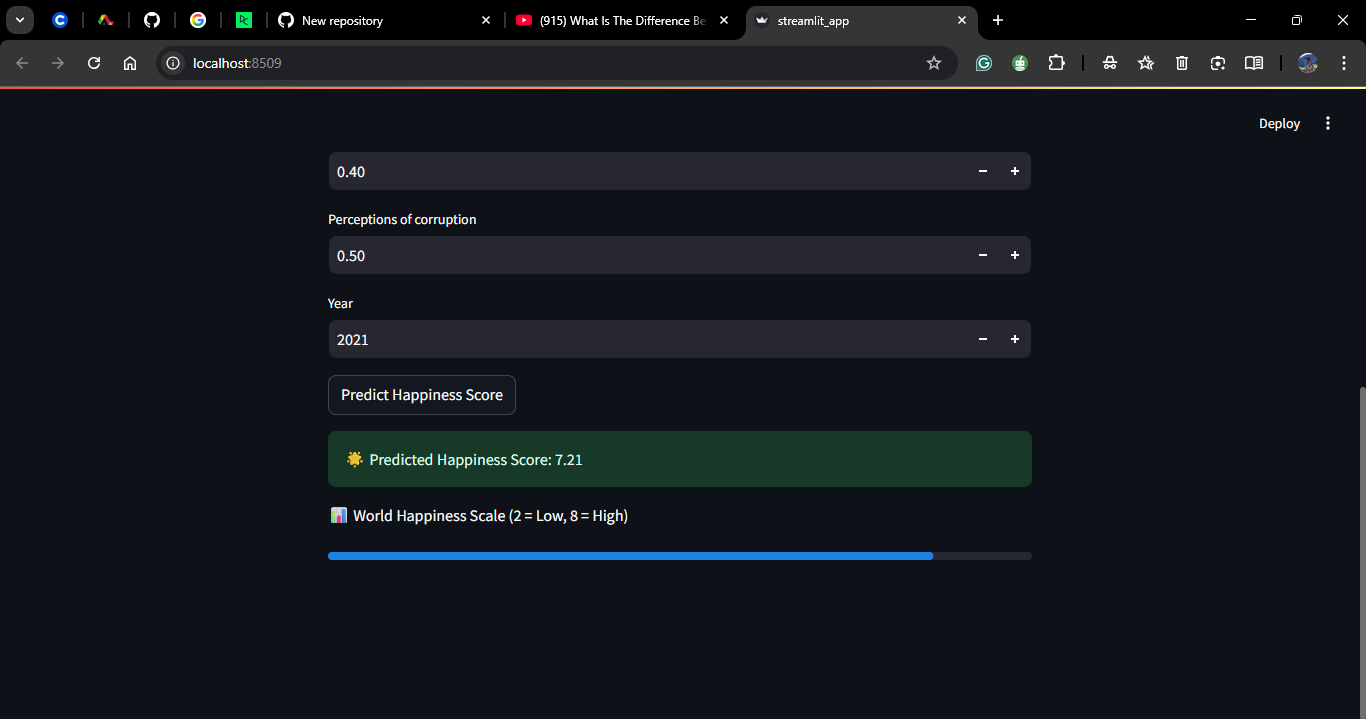 New repository
(915) What Is The Difference Be
streamlit_app
localhost:8509
Deploy
0.40
Perceptions of corruption
0.50
Year
2021
Predict Happiness Score
Predicted Happiness Score: 7.21
World Happiness Scale (2 = Low, 8 = High)